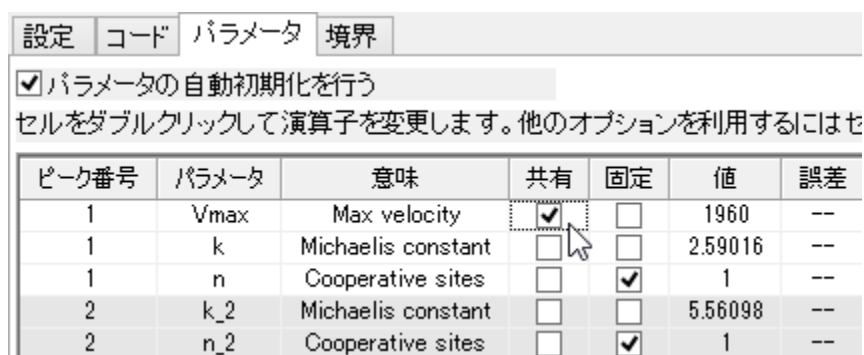 設定 コード パラメータ 境界
パラメータの自動初期化を行う
セルをダブルクリックして演算子を変更します。他のオプションを利用するにはセ
ピーク番号 パラメータ 意味 共有 固定 値 誤差
1 Vmax Max velocity 1960 --
1 k Michaelis constant 2.59016 --
1 n Cooperative sites 1 --
2 k_2 Michaelis constant 5.56098 --
2 n_2 Cooperative sites 1 --